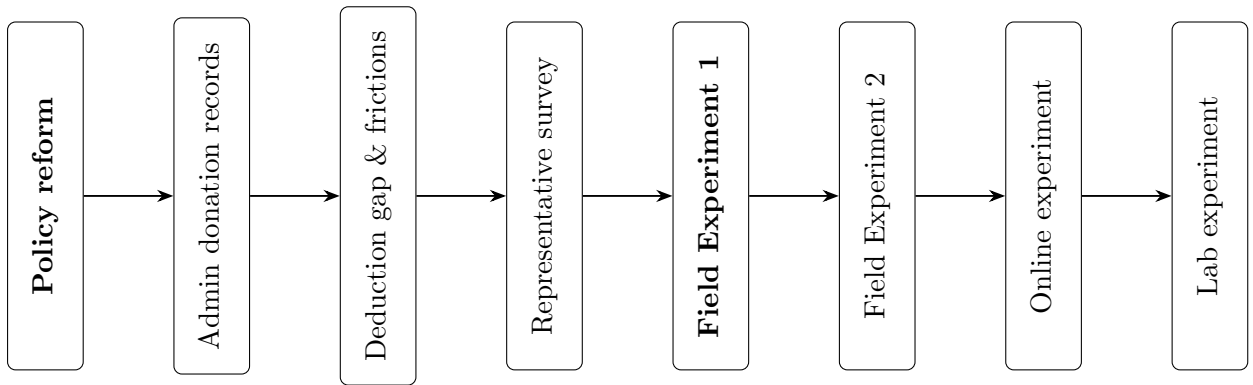 Policy reform
Admin donation records
Deduction gap & frictions
Representative survey
Field Experiment 1
Field Experiment 2
Online experiment
Lab experiment